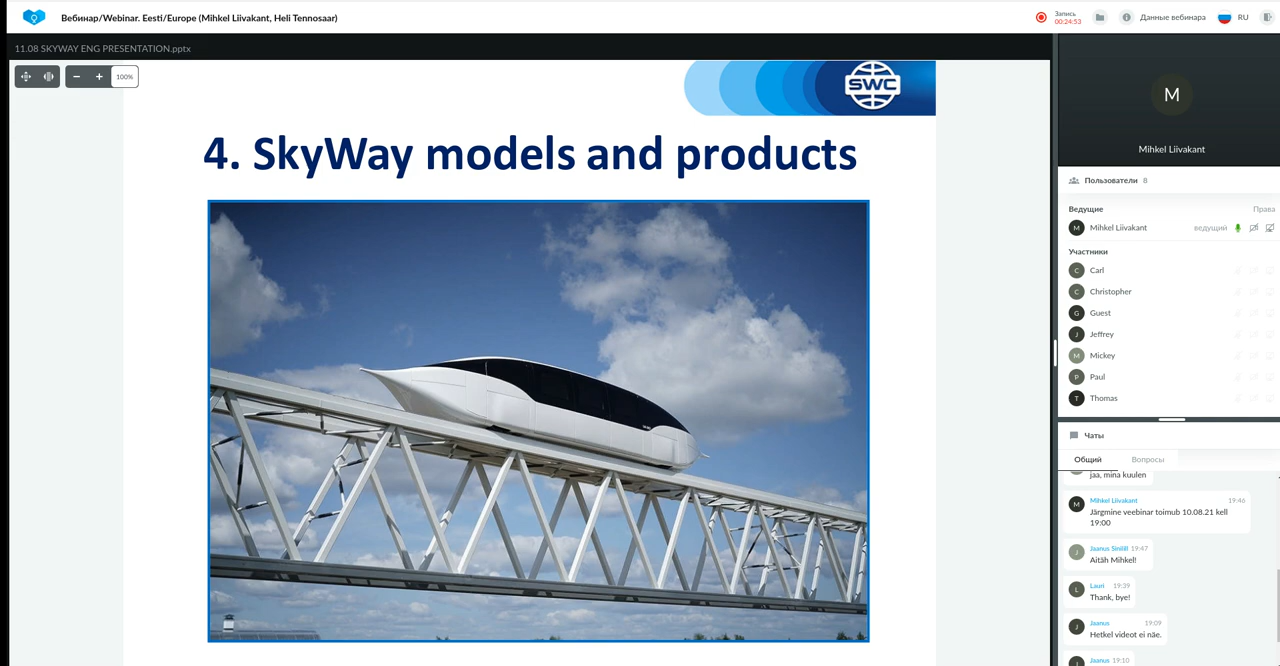 Вебинар/Webinar. Eesti/Europe (Mihkel Liivakant, Heli Tennosaar)
Запись
00:24:53
Данные вебинара
RU
11.08 SKYWAY ENG PRESENTATION.pptx
100%
SWC
4. SkyWay models and products
M
Mihkel Liivakant
Пользователи 8
Ведущие Права
M Mihkel Liivakant ведущий
Участники
C Carl
C Christopher
G Guest
J Jeffrey
M Mickey
P Paul
T Thomas
Чаты
Общий Вопросы
jaa, mina kuulen
M Mihkel Liivakant 19:46
Järgmine veebinar toimub 10.08.21 kell
19:00
J Jaanus Siniiill 19:47
Aitäh Mihkel!
L Lauri 19:39
Thank, bye!
J Jaanus 19:09
Hetkel videot ei näe.
J Jaanus 19:10